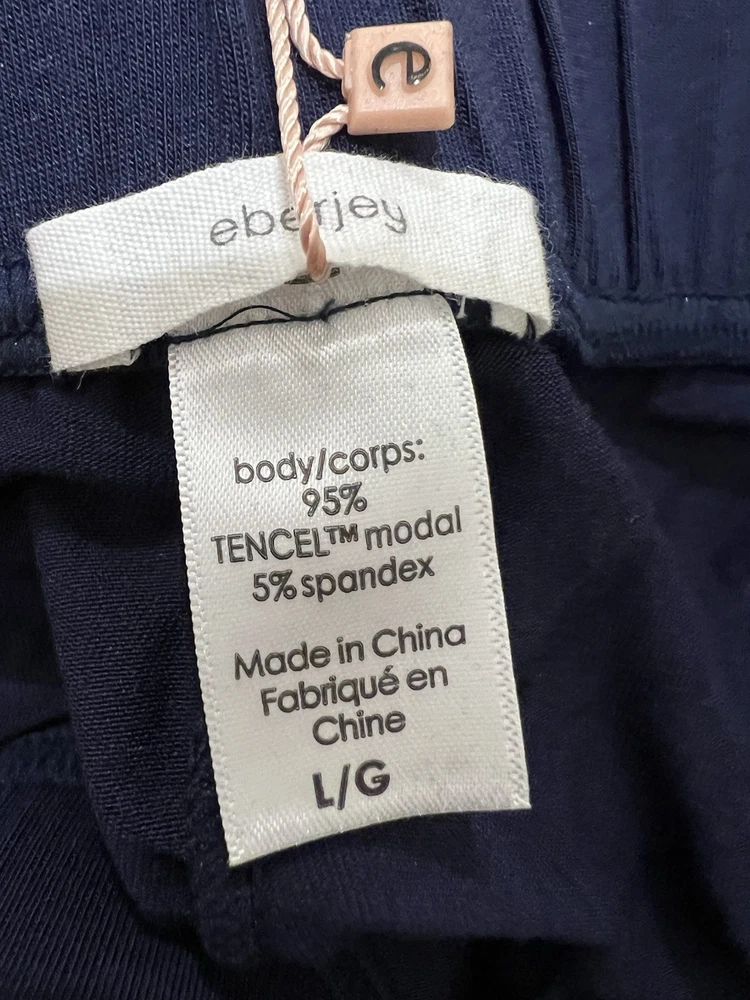 e
eberjey
body/corps:
95%
TENCEL™ modal
5% spandex
Made in China
Fabriqué en
Chine
L/G